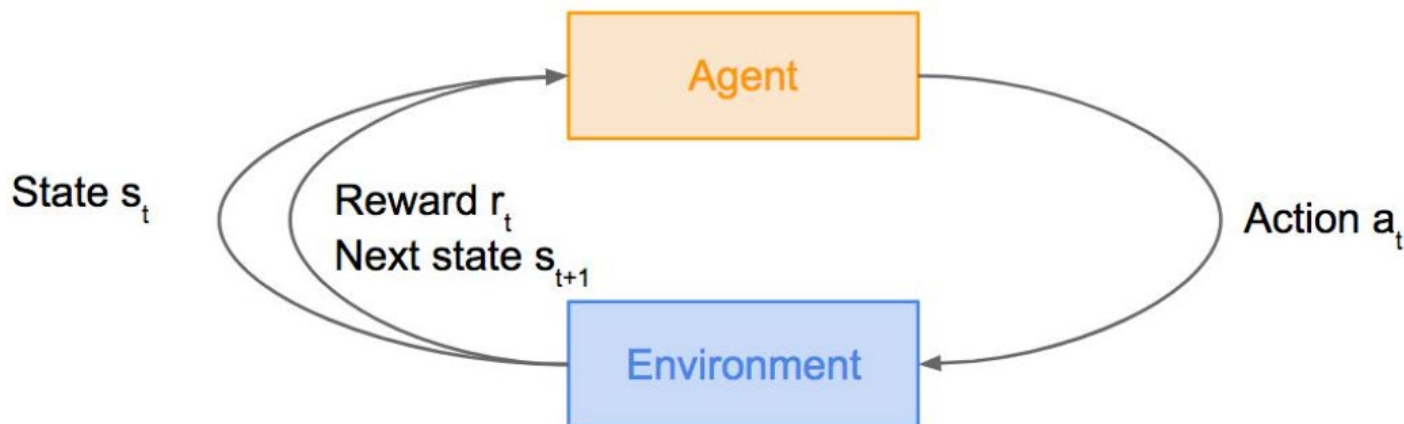 Agent
State sₜ
Reward rₜ
Next state sₜ₊₁
Action aₜ
Environment